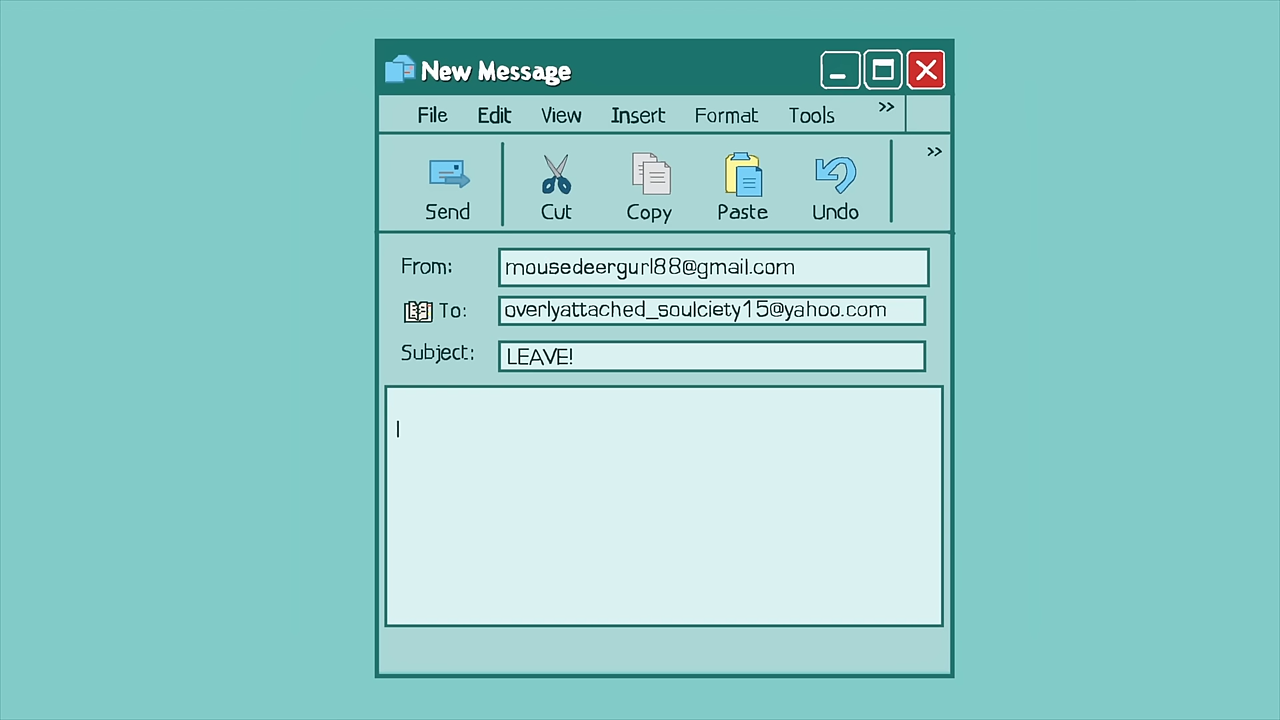 New Message
File Edit View Insert Format Tools >>
>>
Send Cut Copy Paste Undo
From: mousedeergurl88@gmail.com
To: overlyattached_soulciety15@yahoo.com
Subject: LEAVE!